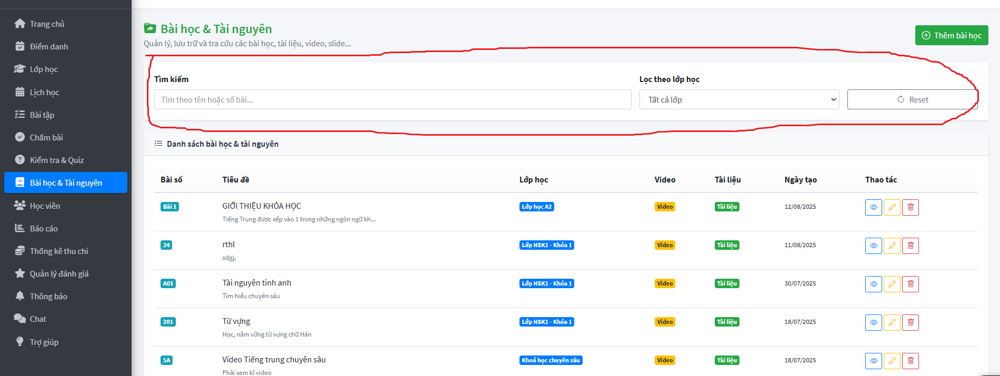 Trang chủ
Điểm danh
Lớp học
Lịch học
Bài tập
Chấm bài
Kiểm tra & Quiz
Bài học & Tài nguyên
Học viên
Báo cáo
Thống kê thu chi
Quản lý đánh giá
Thông báo
Chat
Trợ giúp
Bài học & Tài nguyên
Quản lý, lưu trữ và tra cứu các bài học, tài liệu, video, slide...
Thêm bài học
Tìm kiếm
Tìm theo tên hoặc số bài...
Lọc theo lớp học
Tất cả lớp
Reset
Danh sách bài học & tài nguyên
Bài số Tiêu đề Lớp học Video Tài liệu Ngày tạo Thao tác
Bài 1 GIỚI THIỆU KHÓA HỌC Lớp học A2 Video Tài liệu 12/08/2025
Tiếng Trung được xếp vào 1 trong những ngôn ngữ kh...
34 rthl Lớp HSK1 - Khóa 1 Video Tài liệu 11/08/2025
sdgj,
A01 Tài nguyên tinh anh Lớp HSK1 - Khóa 1 Video Tài liệu 30/07/2025
Tìm hiểu chuyên sâu
201 Từ vựng Lớp HSK1 - Khóa 1 Video Tài liệu 18/07/2025
Học, nắm vững từ vựng chữ Hán
5A Video Tiếng trung chuyên sâu Khoá học chuyên sâu Video Tài liệu 18/07/2025
Phải xem kĩ video